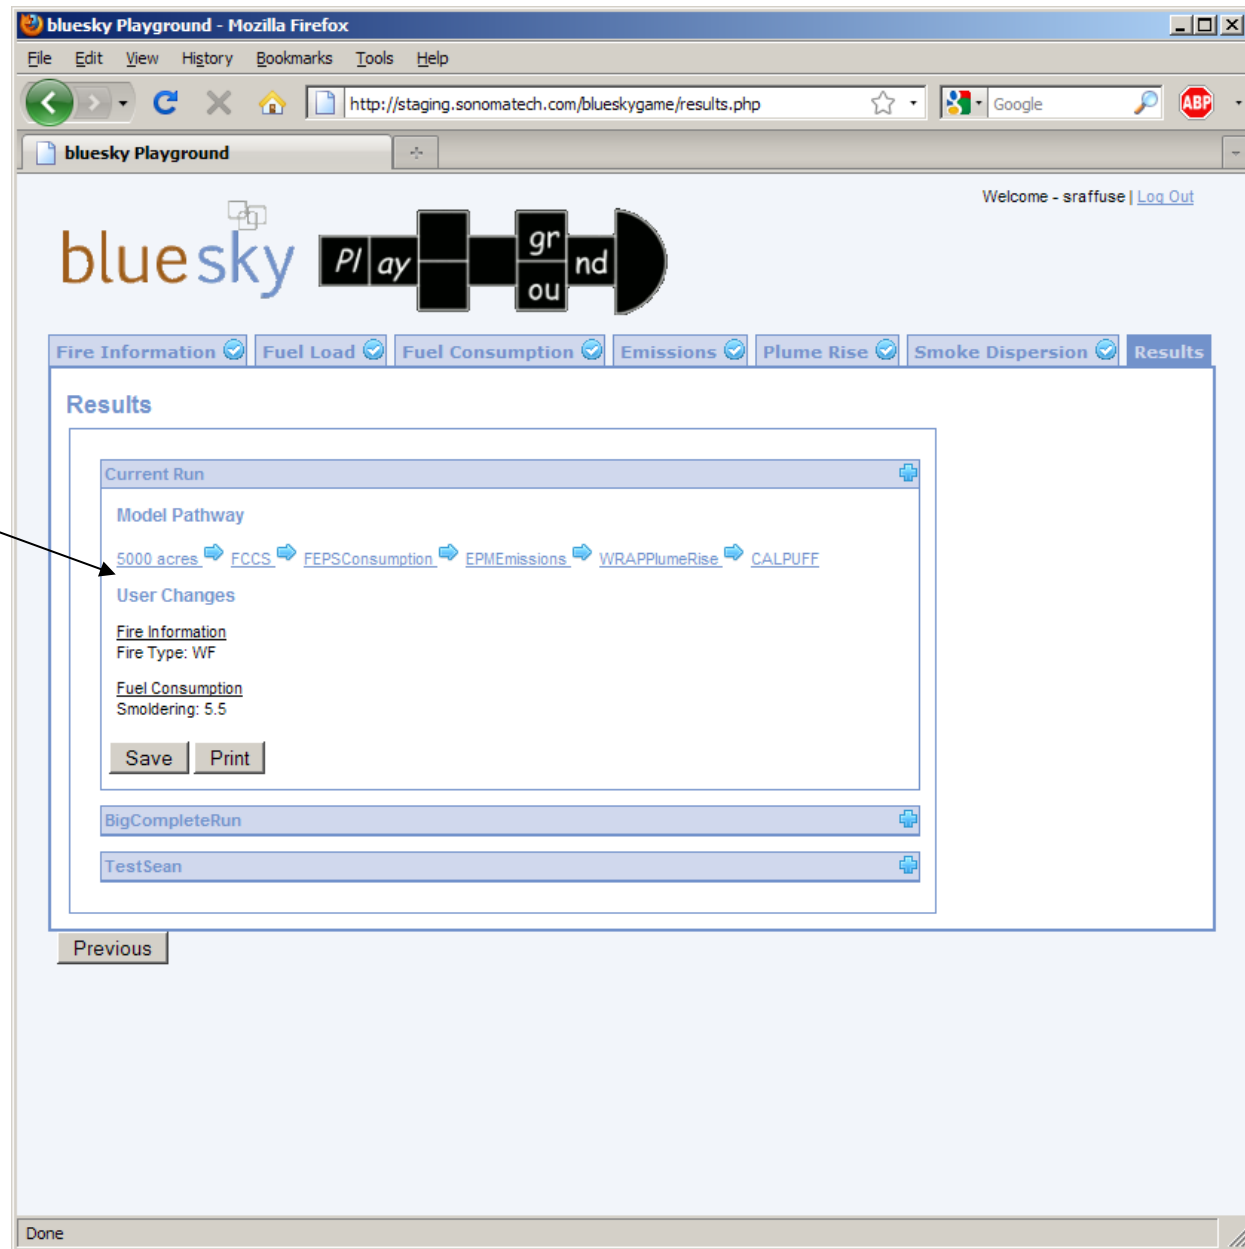 bluesky Playground - Mozilla Firefox
File Edit View History Bookmarks Tools Help
http://staging.sonomatech.com/blueskygame/results.php Google ABP
bluesky Playground
Welcome - sraffuse | Log Out
bluesky Pl ay gr ou nd
Fire Information Fuel Load Fuel Consumption Emissions Plume Rise Smoke Dispersion Results
Results
Current Run
Model Pathway
5000 acres FCCS FEPSConsumption EPMEmissions WRAPPlumeRise CALPUFF
User Changes
Fire Information
Fire Type: WF
Fuel Consumption
Smoldering: 5.5
Save Print
BigCompleteRun
TestSean
Previous
Done